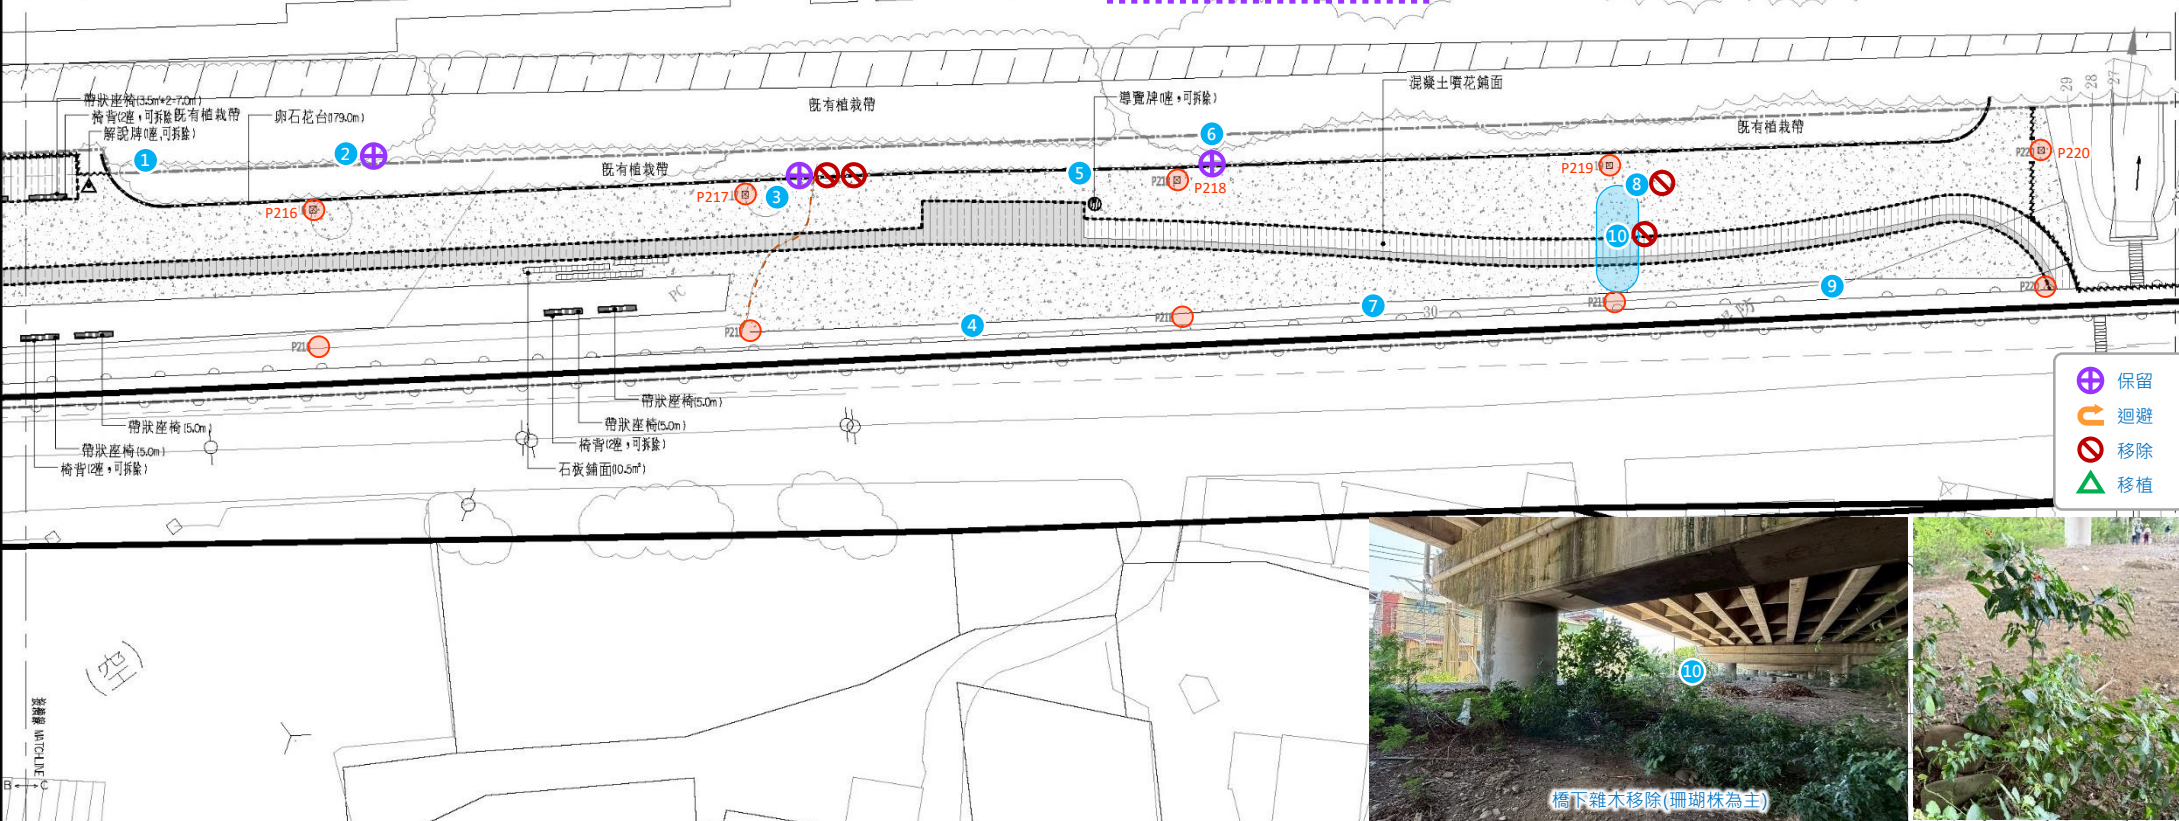 帶狀座椅(3.5m*2=7.0m)
椅背(2座,可拆除)
既有植栽帶
解說牌(1座,可拆除)
卵石花台(179.0m)
既有植栽帶
導覽牌(1座,可拆除)
混凝土噴花鋪面
既有植栽帶
既有植栽帶
29
28
27
1
2
3
4
5
6
7
8
9
10
P216
P217
P218
P219
P220
PC
30
帶狀座椅(5.0m)
帶狀座椅(5.0m)
椅背(2座,可拆除)
帶狀座椅(5.0m)
帶狀座椅(5.0m)
椅背(2座,可拆除)
石板鋪面(10.5m²)
保留
迴避
移除
移植
(空)
MATCHLINE
B
C
10
橋下雜木移除(珊瑚株為主)